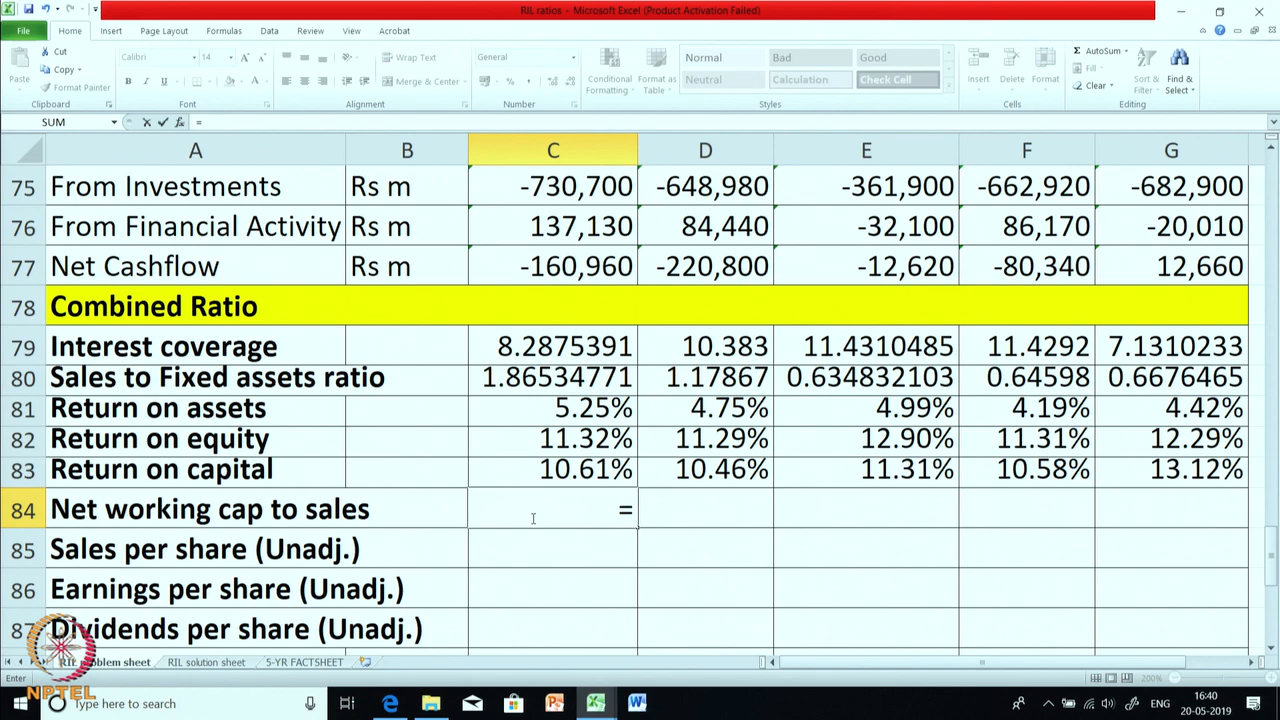 RIL ratios - Microsoft Excel (Product Activation Failed)
File Home Insert Page Layout Formulas Data Review View Acrobat
Cut
Copy
Format Painter
Paste
Clipboard
Calibri 14
B I U
Font
Wrap Text
Merge & Center
Alignment
General
Number
Conditional Formatting
Format as Table
Normal Bad Good
Neutral Calculation Check Cell
Styles
Insert Delete Format
Cells
AutoSum
Fill
Clear
Sort & Filter
Find & Select
Editing
SUM =
A B C D E F G
75 From Investments Rs m -730,700 -648,980 -361,900 -662,920 -682,900
76 From Financial Activity Rs m 137,130 84,440 -32,100 86,170 -20,010
77 Net Cashflow Rs m -160,960 -220,800 -12,620 -80,340 12,660
78 Combined Ratio
79 Interest coverage 8.2875391 10.383 11.4310485 11.4292 7.1310233
80 Sales to Fixed assets ratio 1.86534771 1.17867 0.634832103 0.64598 0.6676465
81 Return on assets 5.25% 4.75% 4.99% 4.19% 4.42%
82 Return on equity 11.32% 11.29% 12.90% 11.31% 12.29%
83 Return on capital 10.61% 10.46% 11.31% 10.58% 13.12%
84 Net working cap to sales =
85 Sales per share (Unadj.)
86 Earnings per share (Unadj.)
87 Dividends per share (Unadj.)
RIL problem sheet RIL solution sheet 5-YR FACTSHEET
Enter 200%
NPTEL
Type here to search
ENG
16:40
20-05-2019